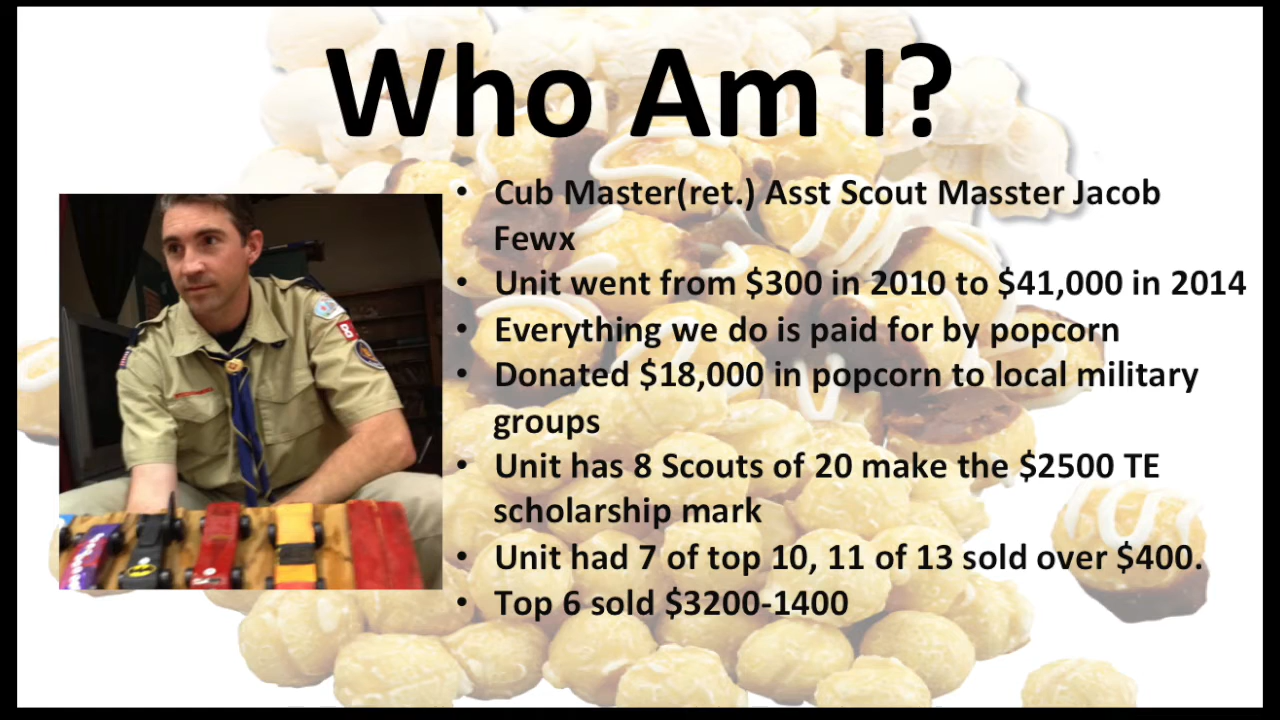 Who Am I?
• Cub Master(ret.) Asst Scout Masster Jacob
Fewx
• Unit went from $300 in 2010 to $41,000 in 2014
• Everything we do is paid for by popcorn
• Donated $18,000 in popcorn to local military
groups
• Unit has 8 Scouts of 20 make the $2500 TE
scholarship mark
• Unit had 7 of top 10, 11 of 13 sold over $400.
• Top 6 sold $3200-1400